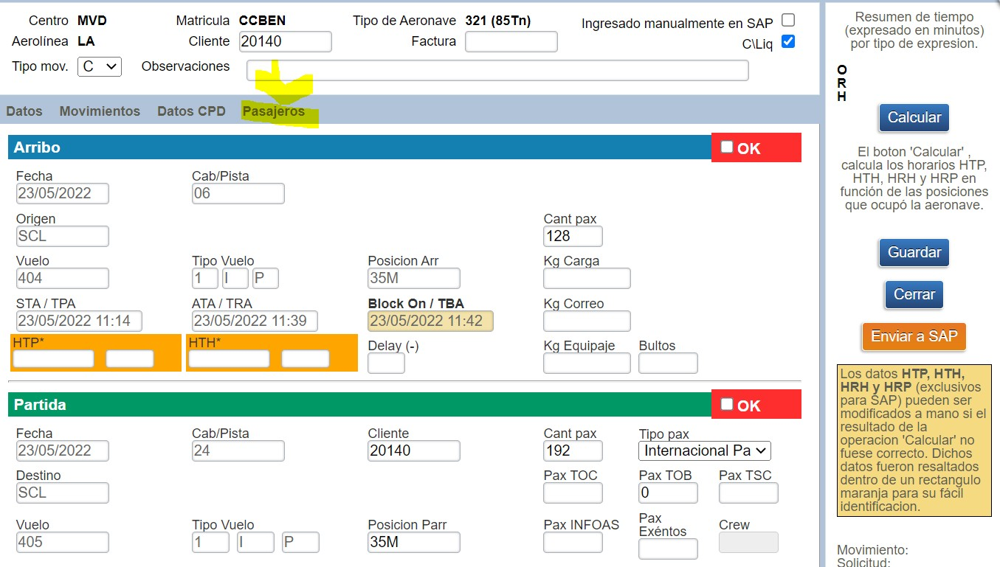 Centro MVD Matricula CCBEN Tipo de Aeronave 321 (85Tn) Ingresado manualmente en SAP
Aerolínea LA Cliente 20140 Factura C\Liq
Tipo mov. C Observaciones
Datos Movimientos Datos CPD Pasajeros
Arribo OK
Fecha Cab/Pista
23/05/2022 06
Origen Cant pax
SCL 128
Vuelo Tipo Vuelo Posicion Arr Kg Carga
404 1 I P 35M
STA / TPA ATA / TRA Block On / TBA Kg Correo
23/05/2022 11:14 23/05/2022 11:39 23/05/2022 11:42
HTP* HTH* Delay (-) Kg Equipaje Bultos
Partida OK
Fecha Cab/Pista Cliente Cant pax Tipo pax
23/05/2022 24 20140 192 Internacional Pa
Destino Pax TOC Pax TOB Pax TSC
SCL 0
Vuelo Tipo Vuelo Posicion Parr Pax INFOAS Pax Exéntos Crew
405 1 I P 35M
Resumen de tiempo
(expresado en minutos)
por tipo de expresion.
O
R
H
Calcular
El boton 'Calcular' ,
calcula los horarios HTP,
HTH, HRH y HRP en
función de las posiciones
que ocupó la aeronave.
Guardar
Cerrar
Enviar a SAP
Los datos HTP, HTH,
HRH y HRP (exclusivos
para SAP) pueden ser
modificados a mano si el
resultado de la
operacion 'Calcular' no
fuese correcto. Dichos
datos fueron resaltados
dentro de un rectangulo
maranja para su fácil
identificacion.
Movimiento:
Solicitud: